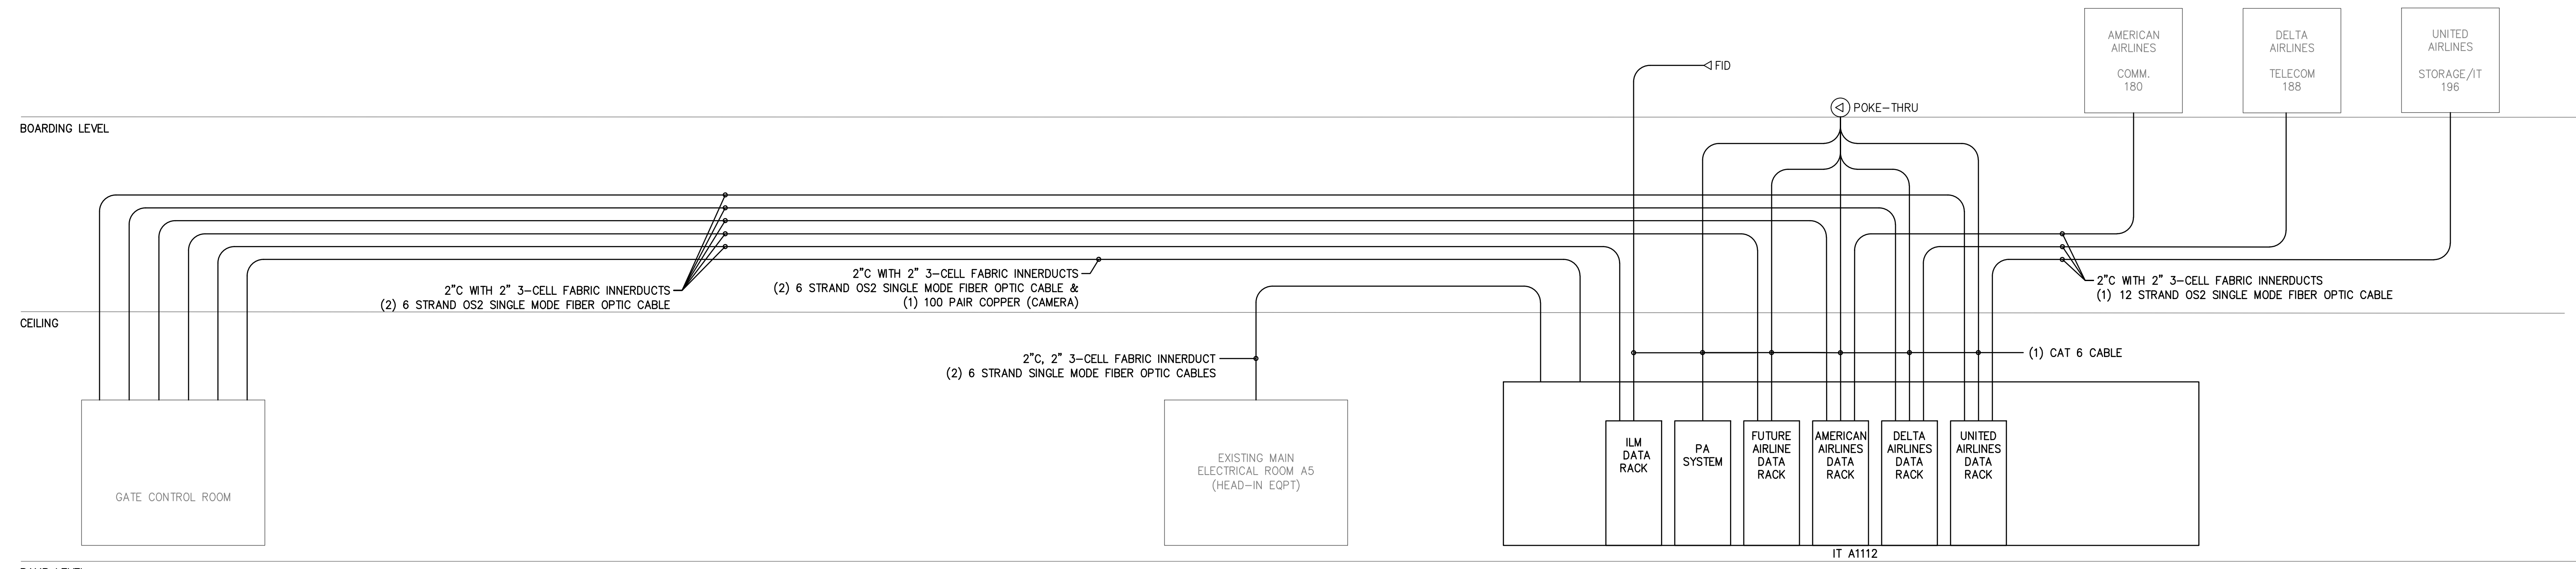 AMERICAN
AIRLINES
COMM.
180
DELTA
AIRLINES
TELECOM
188
UNITED
AIRLINES
STORAGE/IT
196
FID
POKE-THRU
BOARDING LEVEL
2"C WITH 2" 3-CELL FABRIC INNERDUCTS
(2) 6 STRAND OS2 SINGLE MODE FIBER OPTIC CABLE
2"C WITH 2" 3-CELL FABRIC INNERDUCTS
(2) 6 STRAND OS2 SINGLE MODE FIBER OPTIC CABLE &
(1) 100 PAIR COPPER (CAMERA)
2"C WITH 2" 3-CELL FABRIC INNERDUCTS
(1) 12 STRAND OS2 SINGLE MODE FIBER OPTIC CABLE
CEILING
2"C, 2" 3-CELL FABRIC INNERDUCT
(2) 6 STRAND SINGLE MODE FIBER OPTIC CABLES
(1) CAT 6 CABLE
GATE CONTROL ROOM
EXISTING MAIN
ELECTRICAL ROOM A5
(HEAD-IN EQPT)
ILM
DATA
RACK
PA
SYSTEM
FUTURE
AIRLINE
DATA
RACK
AMERICAN
AIRLINES
DATA
RACK
DELTA
AIRLINES
DATA
RACK
UNITED
AIRLINES
DATA
RACK
IT A1112